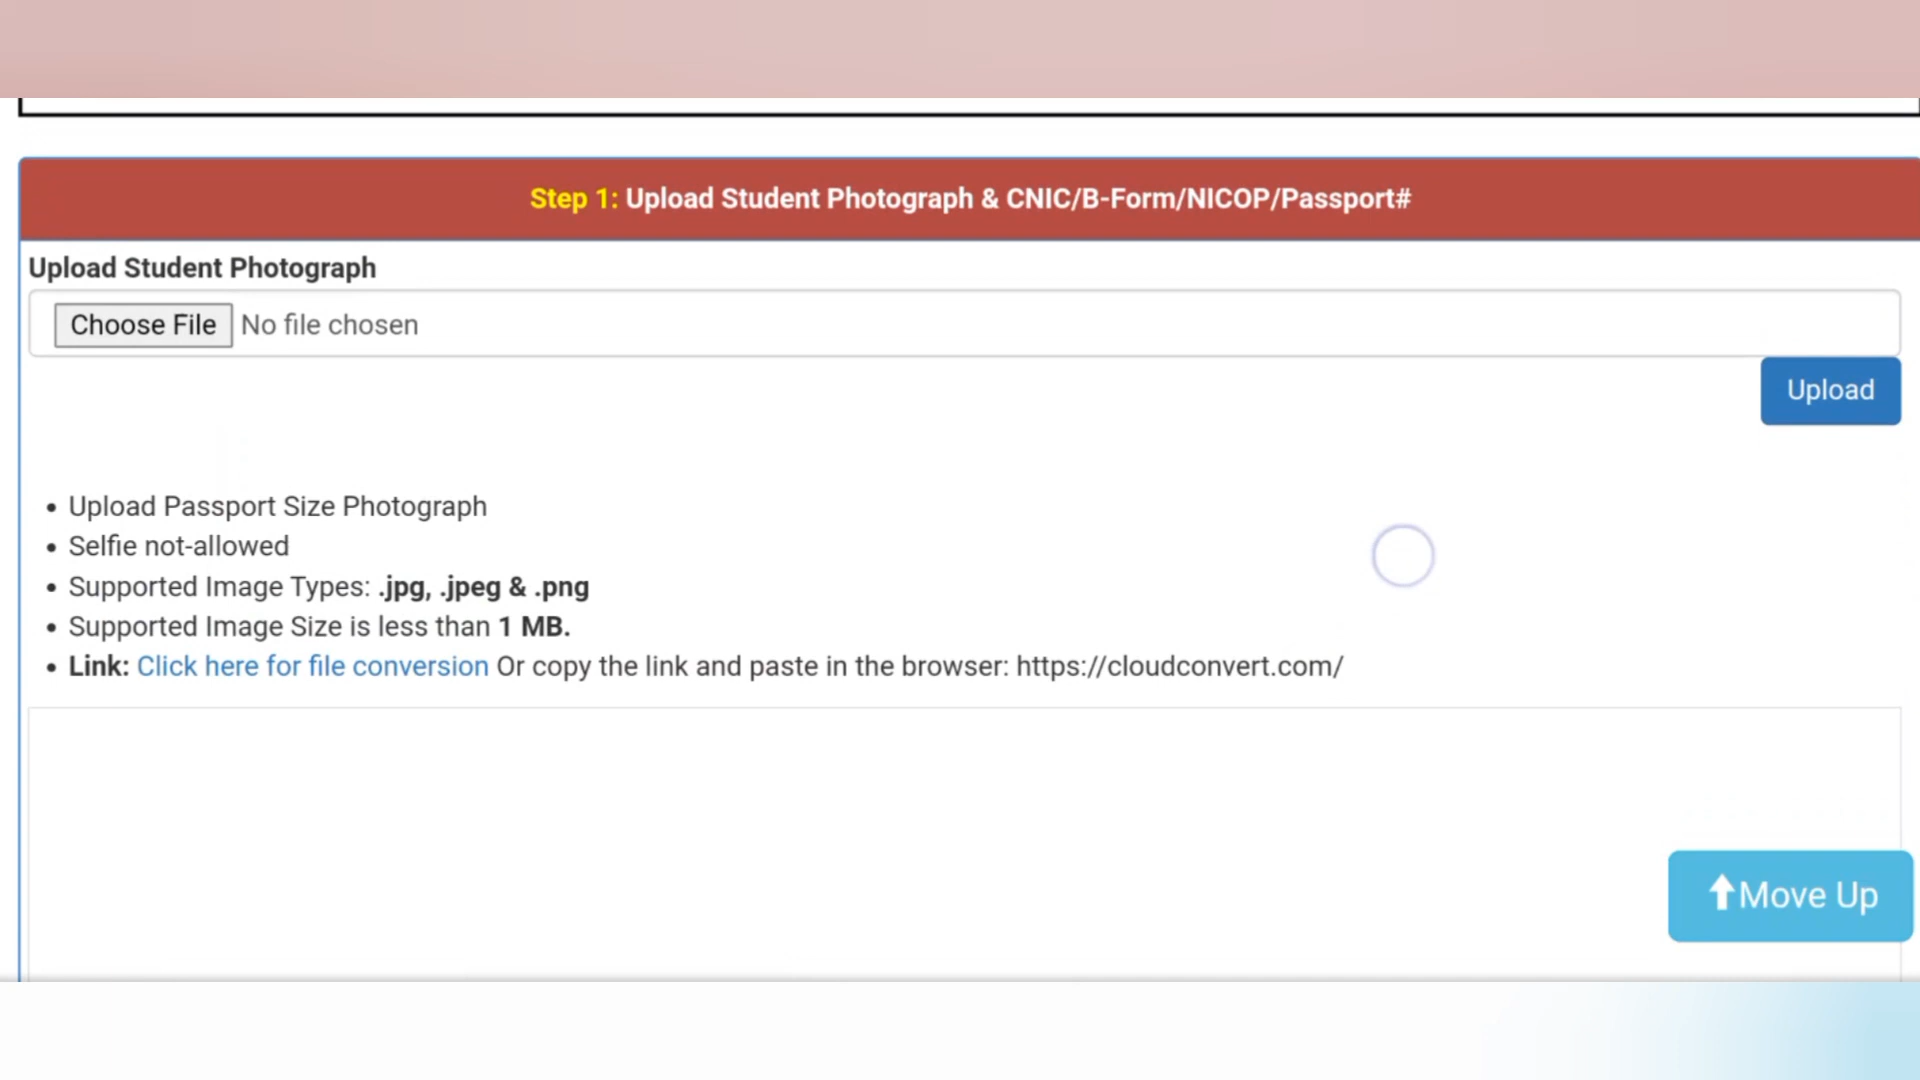 Step 1: Upload Student Photograph & CNIC/B-Form/NICOP/Passport#
Upload Student Photograph
Choose File No file chosen
Upload
• Upload Passport Size Photograph
• Selfie not-allowed
• Supported Image Types: .jpg, .jpeg & .png
• Supported Image Size is less than 1 MB.
• Link: Click here for file conversion Or copy the link and paste in the browser: https://cloudconvert.com/
Move Up